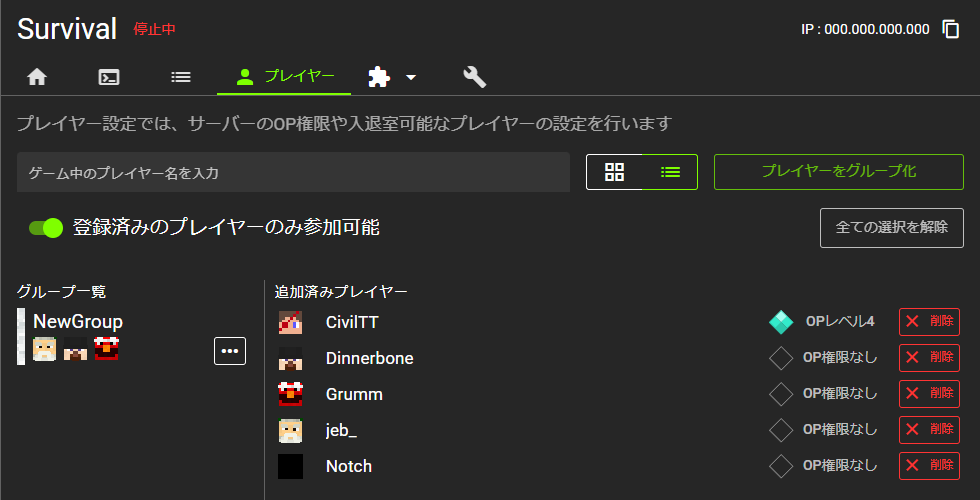 Survival 停止中 IP : 000.000.000.000
プレイヤー
プレイヤー設定では、サーバーのOP権限や入退室可能なプレイヤーの設定を行います
ゲーム中のプレイヤー名を入力 プレイヤーをグループ化
登録済みのプレイヤーのみ参加可能 全ての選択を解除
グループ一覧
NewGroup
追加済みプレイヤー
CivilTT OPレベル4 削除
Dinnerbone OP権限なし 削除
Grumm OP権限なし 削除
jeb_ OP権限なし 削除
Notch OP権限なし 削除